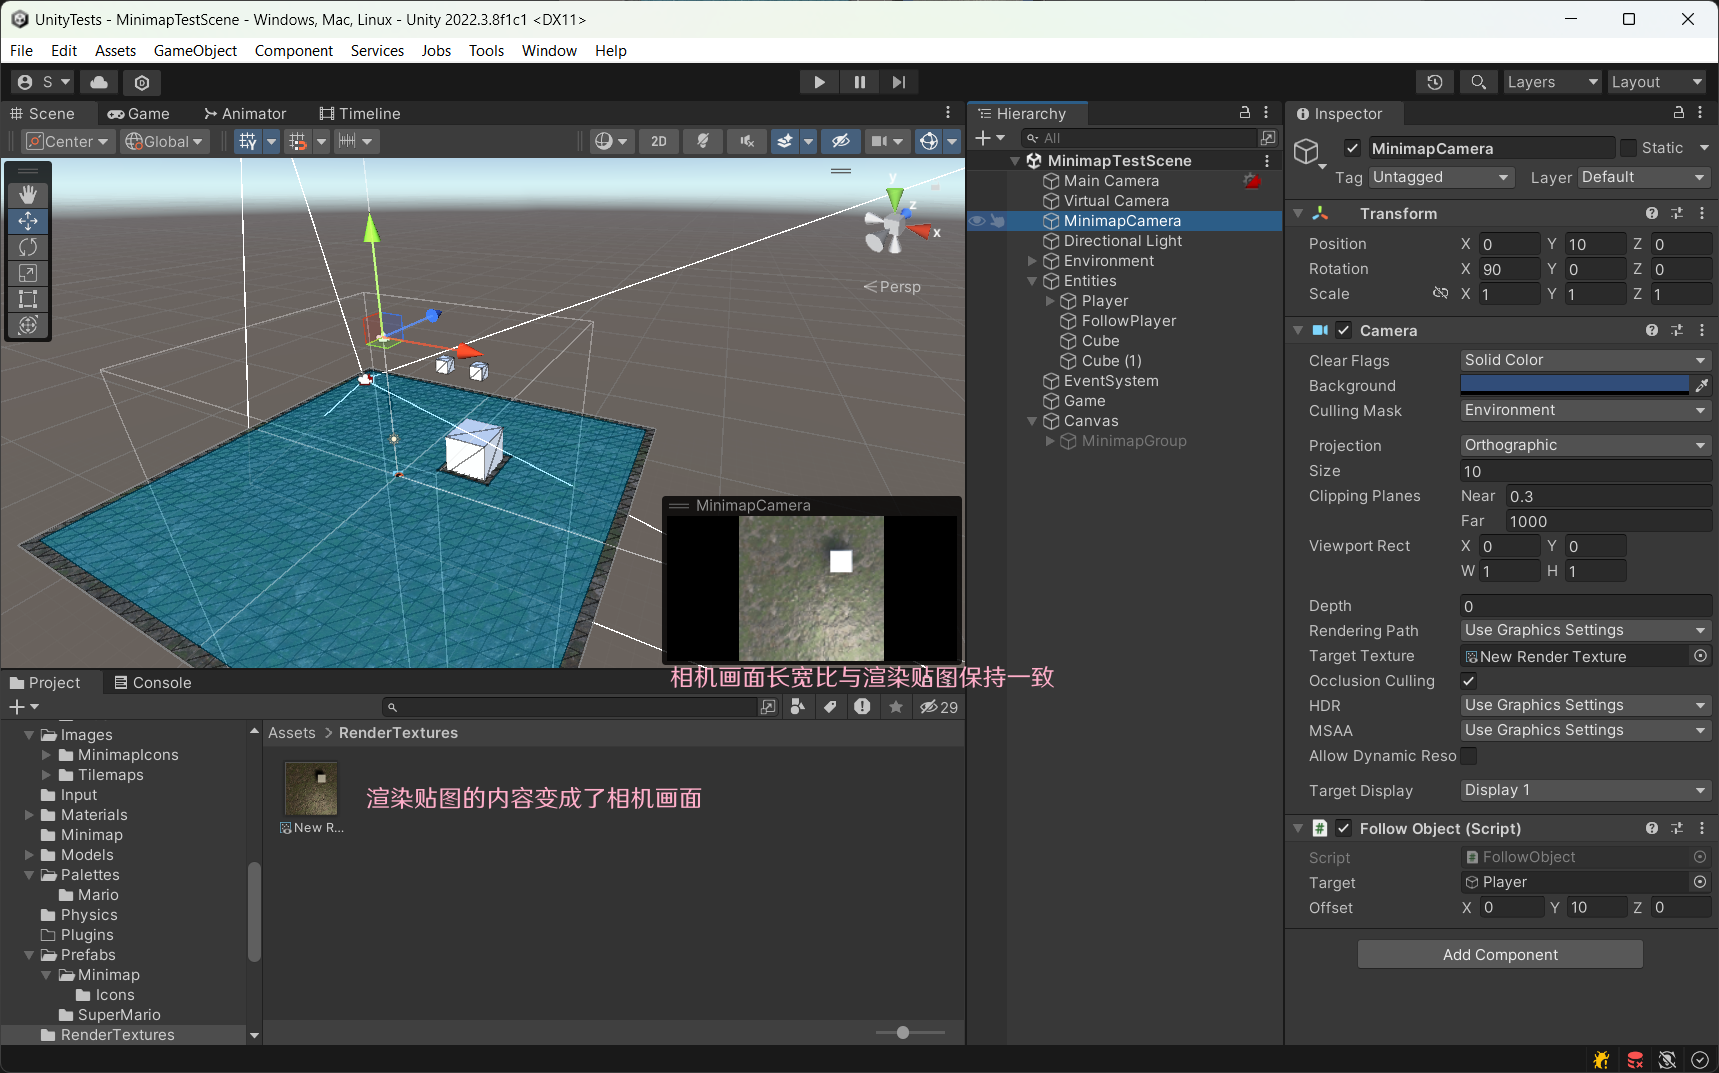 UnityTests - MinimapTestScene - Windows, Mac, Linux - Unity 2022.3.8f1c1 <DX11>
File Edit Assets GameObject Component Services Jobs Tools Window Help
S Layers Layout
Scene Game Animator Timeline
Center Global 2D
y
z
x
Persp
MinimapCamera
相机画面长宽比与渲染贴图保持一致
Hierarchy
All
MinimapTestScene
Main Camera
Virtual Camera
MinimapCamera
Directional Light
Environment
Entities
Player
FollowPlayer
Cube
Cube (1)
EventSystem
Game
Canvas
MinimapGroup
Project Console
29
Images
MinimapIcons
Tilemaps
Input
Materials
Minimap
Models
Palettes
Mario
Physics
Plugins
Prefabs
Minimap
Icons
SuperMario
RenderTextures
Assets > RenderTextures
渲染贴图的内容变成了相机画面
New R...
Inspector
MinimapCamera Static
Tag Untagged Layer Default
Transform
Position X 0 Y 10 Z 0
Rotation X 90 Y 0 Z 0
Scale X 1 Y 1 Z 1
Camera
Clear Flags Solid Color
Background
Culling Mask Environment
Projection Orthographic
Size 10
Clipping Planes Near 0.3
Far 1000
Viewport Rect X 0 Y 0
W 1 H 1
Depth 0
Rendering Path Use Graphics Settings
Target Texture New Render Texture
Occlusion Culling
HDR Use Graphics Settings
MSAA Use Graphics Settings
Allow Dynamic Reso
Target Display Display 1
Follow Object (Script)
Script FollowObject
Target Player
Offset X 0 Y 10 Z 0
Add Component